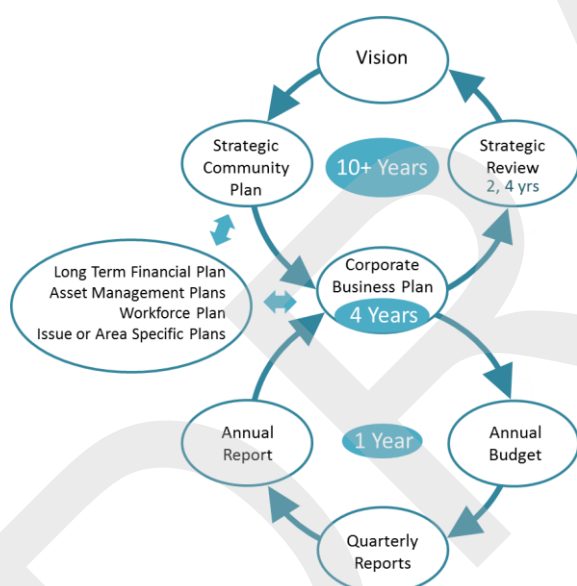 Vision
Strategic
Community
Plan
10+ Years
Strategic
Review
2, 4 yrs
Long Term Financial Plan
Asset Management Plans
Workforce Plan
Issue or Area Specific Plans
Corporate
Business Plan
4 Years
Annual
Report
1 Year
Annual
Budget
Quarterly
Reports